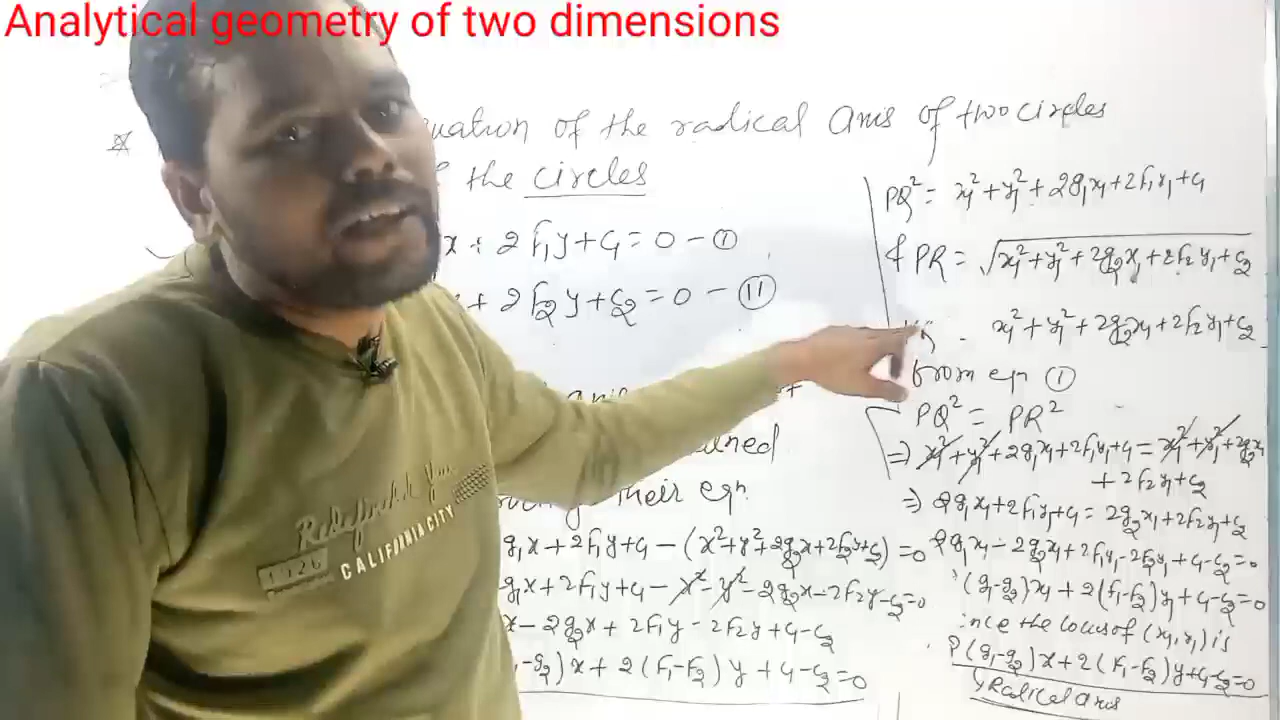 Analytical geometry of two dimensions
uation of the radical axis of two circles
the circles
x + 2f₁y + c₁ = 0 — (I)
+ 2f₂y + c₂ = 0 — (II)
their eqn.
g₁x + 2f₁y + c₁ - (x² + y² + 2g₂x + 2f₂y + c₂) = 0
g₁x + 2f₁y + c₁ - x² - y² - 2g₂x - 2f₂y - c₂ = 0
x - 2g₂x + 2f₁y - 2f₂y + c₁ - c₂
-g₂)x + 2(f₁-f₂)y + c₁-c₂ = 0
PQ² = x₁² + y₁² + 2g₁x₁ + 2f₁y₁ + c₁
& PR = √x₁² + y₁² + 2g₂x₁ + 2f₂y₁ + c₂
x₁² + y₁² + 2g₂x₁ + 2f₂y₁ + c₂
from eqn (I)
PQ² = PR²
⇒ x₁² + y₁² + 2g₁x₁ + 2f₁y₁ + c₁ = x₁² + y₁² + 2g₂x₁
+ 2f₂y₁ + c₂
⇒ 2g₁x₁ + 2f₁y₁ + c₁ = 2g₂x₁ + 2f₂y₁ + c₂
2g₁x₁ - 2g₂x₁ + 2f₁y₁ - 2f₂y₁ + c₁ - c₂ = 0
(g₁-g₂)x₁ + 2(f₁-f₂)y₁ + c₁-c₂ = 0
ince the locus of (x₁,y₁) is
(g₁-g₂)x + 2(f₁-f₂)y + c₁-c₂ = 0
Radical axis
Redefined
1926
CALIFORNIA CITY